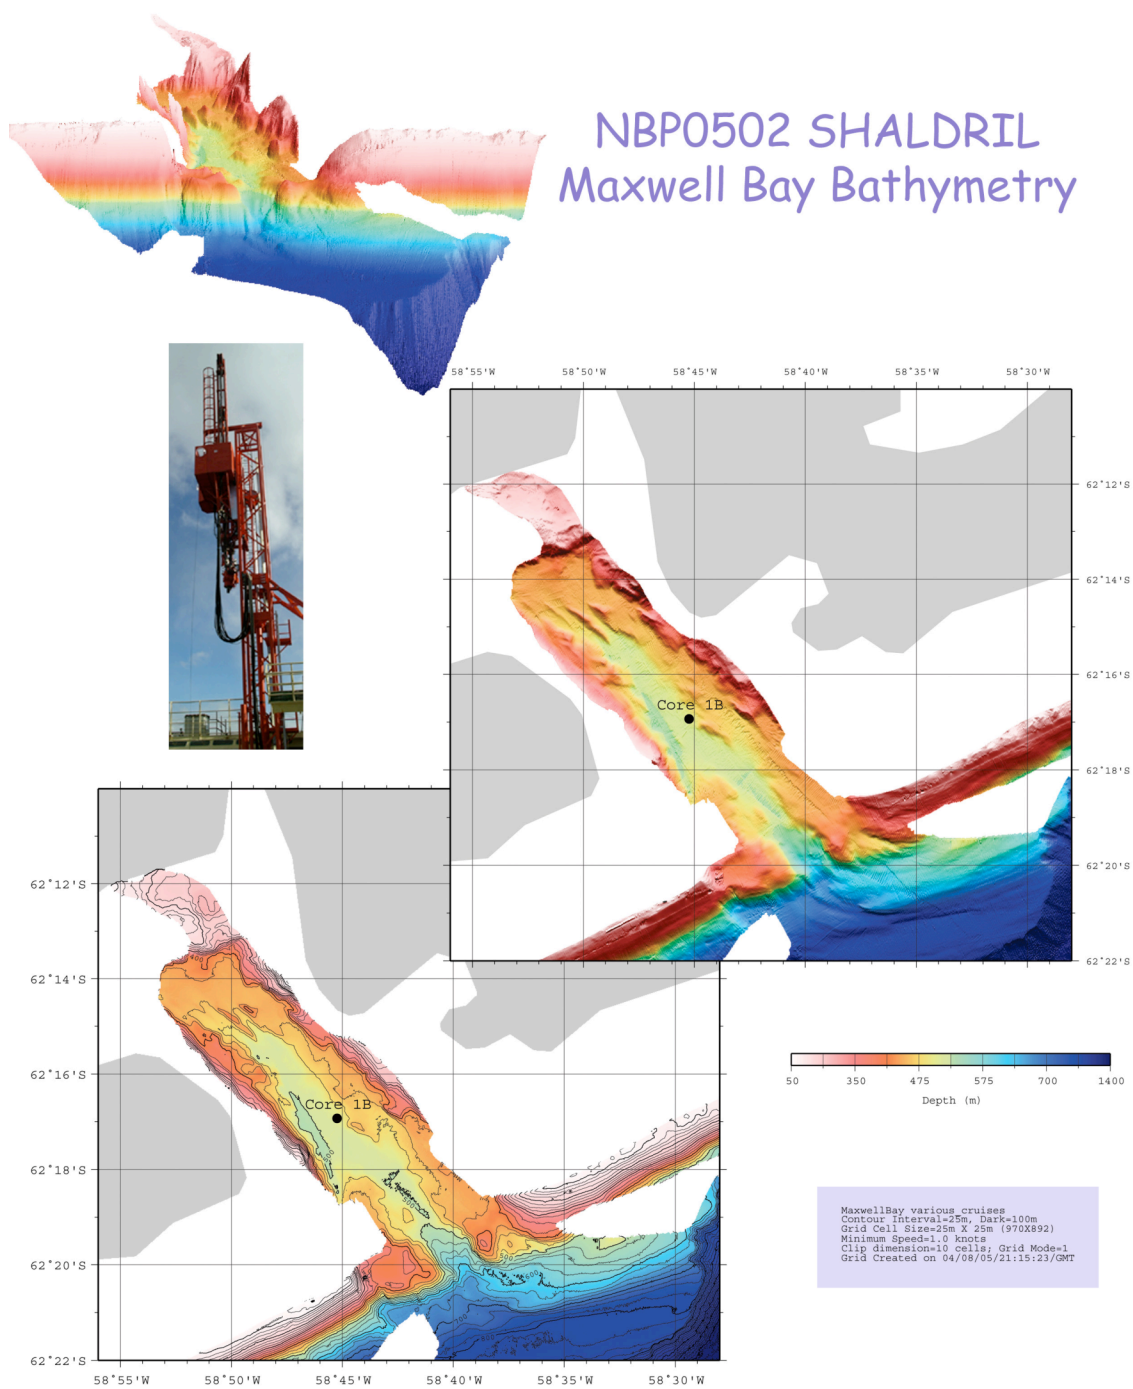 NBP0502 SHALDRIL
Maxwell Bay Bathymetry
58°55'W 58°50'W 58°45'W 58°40'W 58°35'W 58°30'W
62°12'S
62°14'S
62°16'S
Core 1B
62°18'S
62°20'S
62°22'S
62°12'S
62°14'S
62°16'S
Core 1B
62°18'S
62°20'S
62°22'S
58°55'W 58°50'W 58°45'W 58°40'W 58°35'W 58°30'W
50 350 475 575 700 1400
Depth (m)
MaxwellBay various cruises
Contour Interval=25m, Dark=100m
Grid Cell Size=25m X 25m (970X892)
Minimum Speed=1.0 knots
Clip dimension=10 cells; Grid Mode=1
Grid Created on 04/08/05/21:15:23/GMT